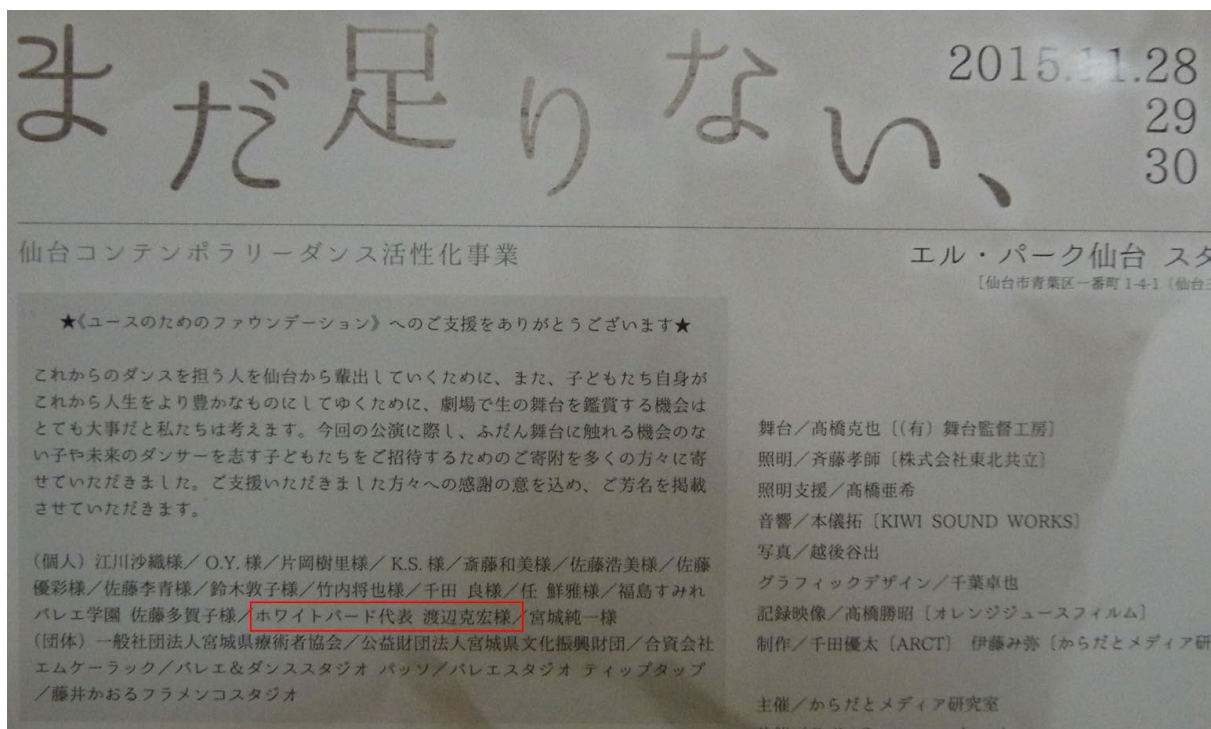 まだ足りない、
2015.11.28
29
30
仙台コンテンポラリーダンス活性化事業
エル・パーク仙台 スタ
［仙台市青葉区一番町 1-4-1（仙台三
★《ユースのためのファウンデーション》へのご支援をありがとうございます★
これからのダンスを担う人を仙台から輩出していくために、また、子どもたち自身が
これから人生をより豊かなものにしてゆくために、劇場で生の舞台を鑑賞する機会は
とても大事だと私たちは考えます。今回の公演に際し、ふだん舞台に触れる機会のな
い子や未来のダンサーを志す子どもたちをご招待するためのご寄附を多くの方々に寄
せていただきました。ご支援いただきました方々への感謝の意を込め、ご芳名を掲載
させていただきます。
（個人）江川沙織様／O.Y. 様／片岡樹里様／ K.S. 様／斎藤和美様／佐藤浩美様／佐藤
優彩様／佐藤李青様／鈴木敦子様／竹内将也様／千田 良様／任 鮮雅様／福島すみれ
バレエ学園 佐藤多賀子様／ホワイトバード代表 渡辺克宏様／宮城純一様
（団体）一般社団法人宮城県療術者協会／公益財団法人宮城県文化振興財団／合資会社
エムケーラック／バレエ＆ダンススタジオ パッソ／バレエスタジオ ティップタップ
／藤井かおるフラメンコスタジオ
舞台／髙橋克也［(有）舞台監督工房］
照明／斉藤孝師［株式会社東北共立］
照明支援／髙橋亜希
音響／本儀拓［KIWI SOUND WORKS］
写真／越後谷出
グラフィックデザイン／千葉卓也
記録映像／髙橋勝昭［オレンジジュースフィルム］
制作／千田優太［ARCT］ 伊藤み弥［からだとメディア研
主催／からだとメディア研究室